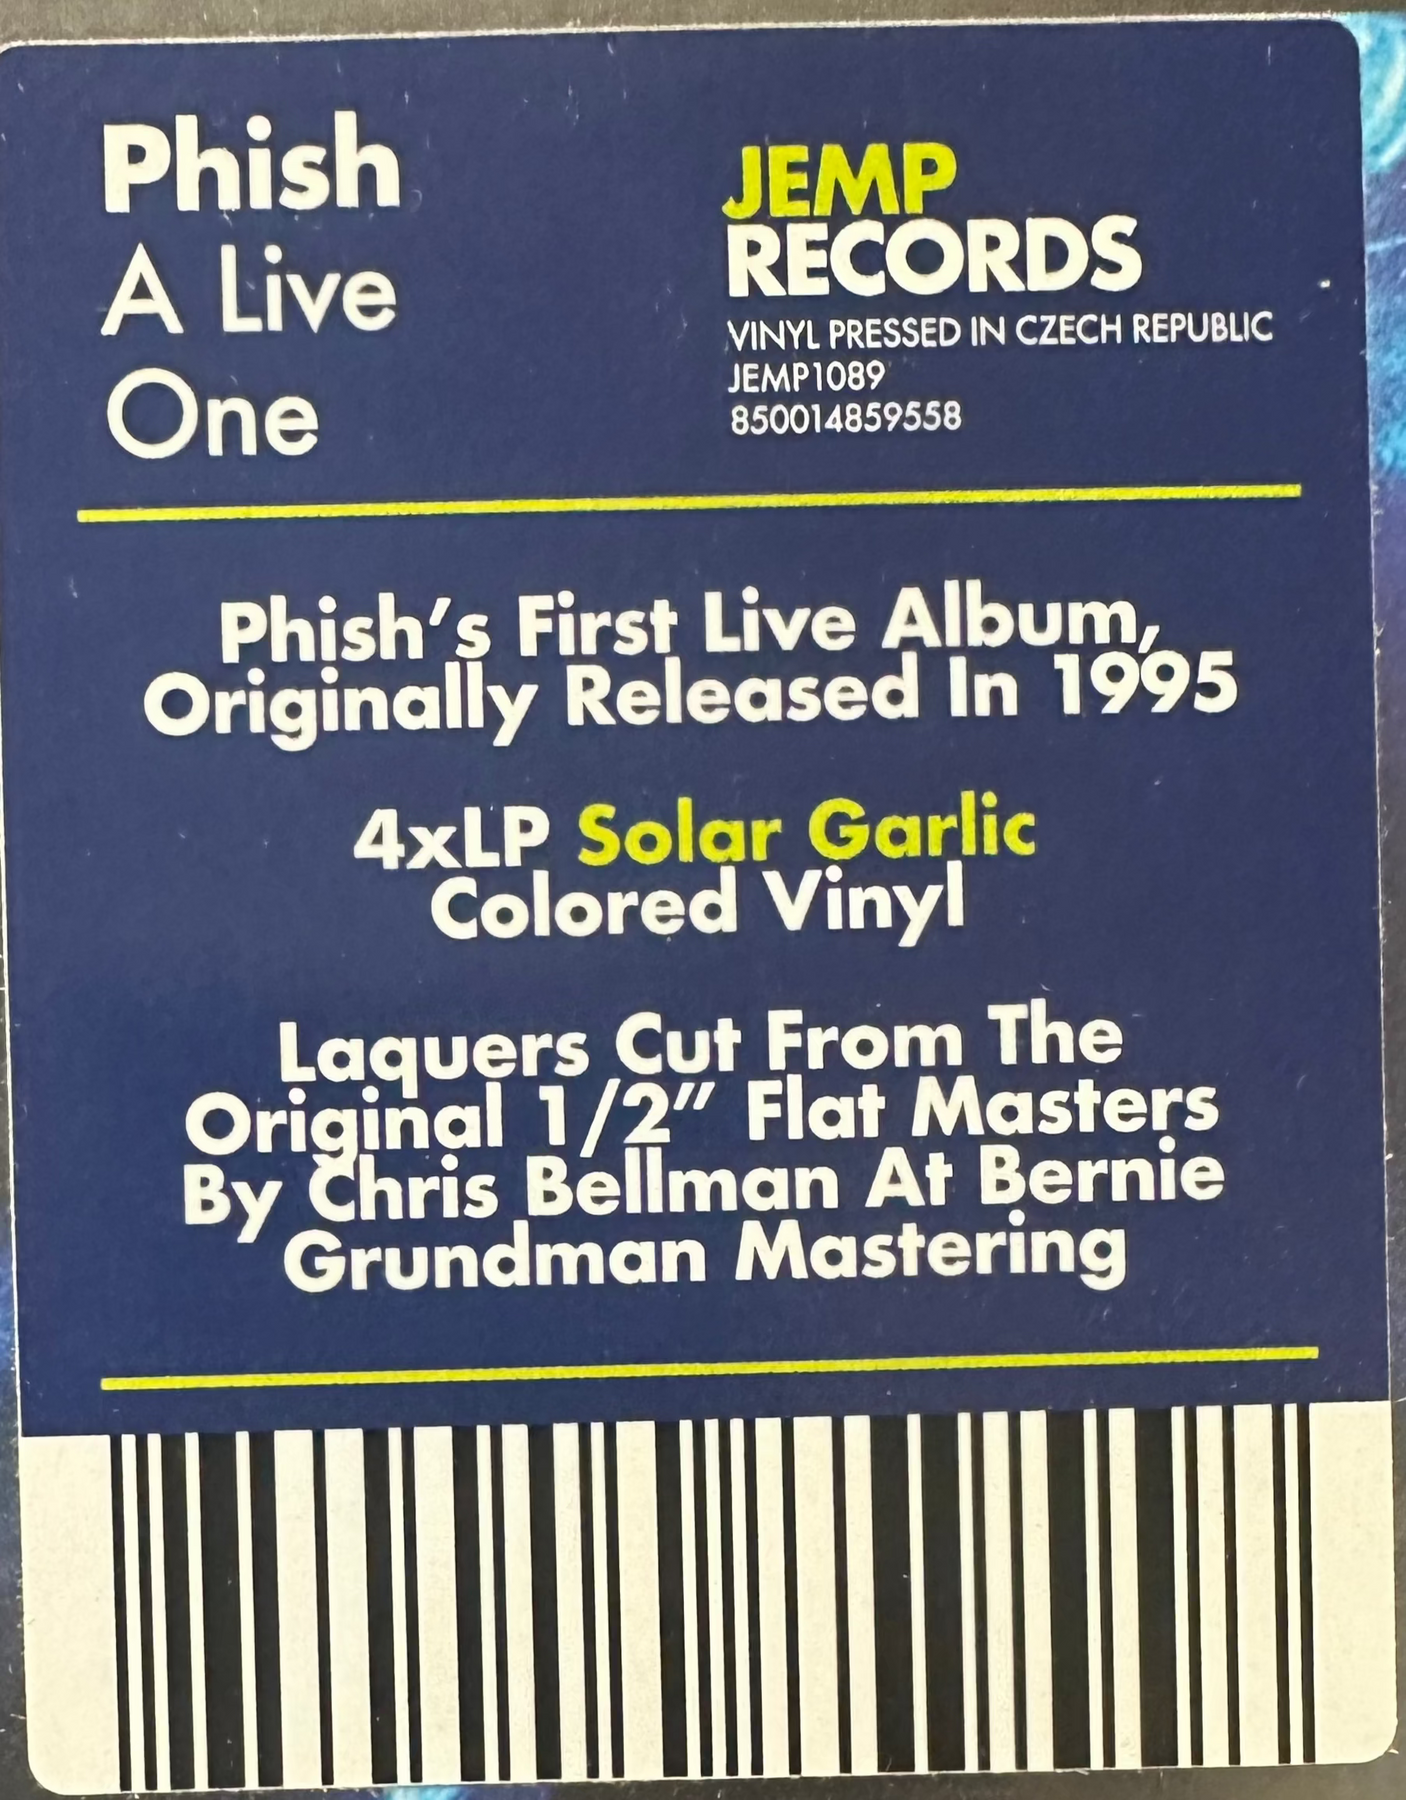 Phish
A Live
One
JEMP
RECORDS
VINYL PRESSED IN CZECH REPUBLIC
JEMP1089
850014859558
Phish's First Live Album,
Originally Released In 1995
4xLP Solar Garlic
Colored Vinyl
Laquers Cut From The
Original 1/2" Flat Masters
By Chris Bellman At Bernie
Grundman Mastering